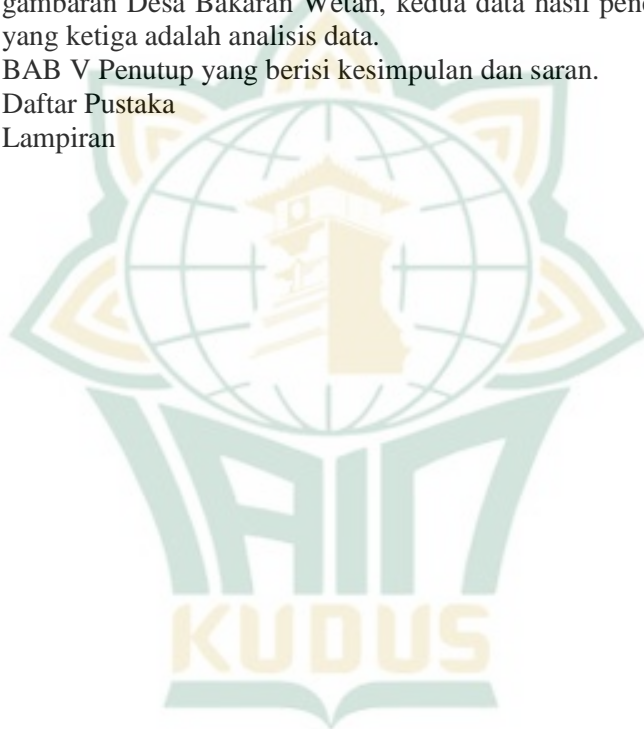 gambaran Desa Bakaran Wetan, kedua data hasil
yang ketiga adalah analisis data.
BAB V Penutup yang berisi kesimpulan dan saran.
Daftar Pustaka
Lampiran
IAIN
KUDUS